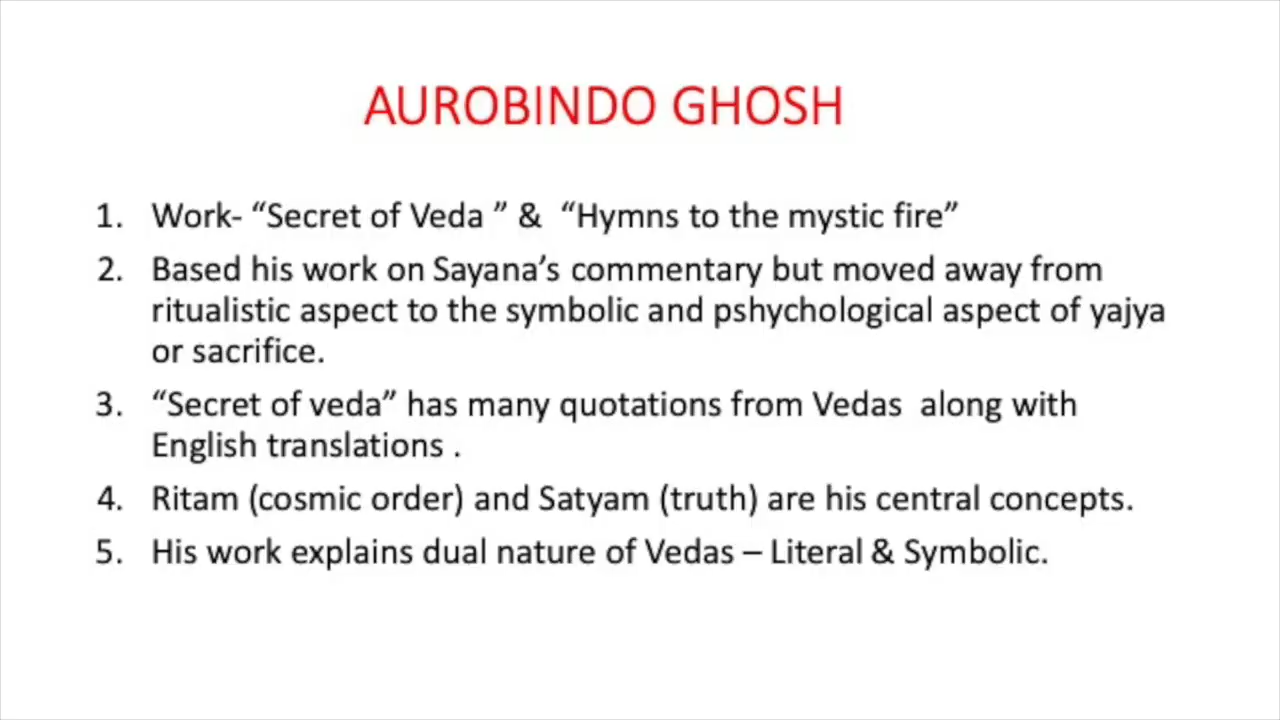 AUROBINDO GHOSH
1. Work- “Secret of Veda ” & “Hymns to the mystic fire”
2. Based his work on Sayana’s commentary but moved away from
ritualistic aspect to the symbolic and pshychological aspect of yajya
or sacrifice.
3. “Secret of veda” has many quotations from Vedas along with
English translations .
4. Ritam (cosmic order) and Satyam (truth) are his central concepts.
5. His work explains dual nature of Vedas – Literal & Symbolic.